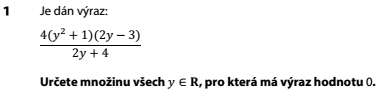 1 Je dán výraz:
4(y² + 1)(2y − 3)
2y + 4
Určete množinu všech y ∈ R, pro která má výraz hodnotu 0.